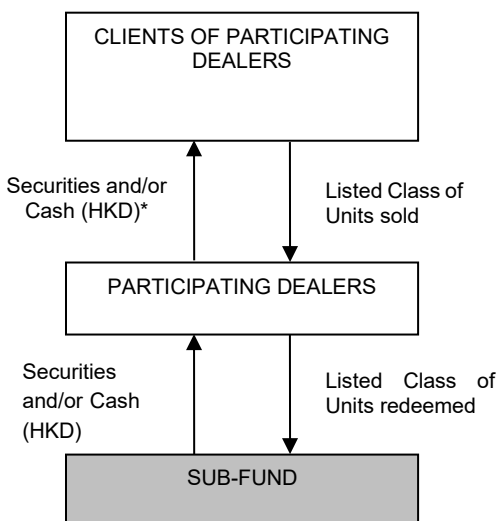 CLIENTS OF PARTICIPATING
DEALERS
Securities and/or
Cash (HKD)*
Listed Class of
Units sold
PARTICIPATING DEALERS
Securities
and/or Cash
(HKD)
Listed Class of
Units redeemed
SUB-FUND